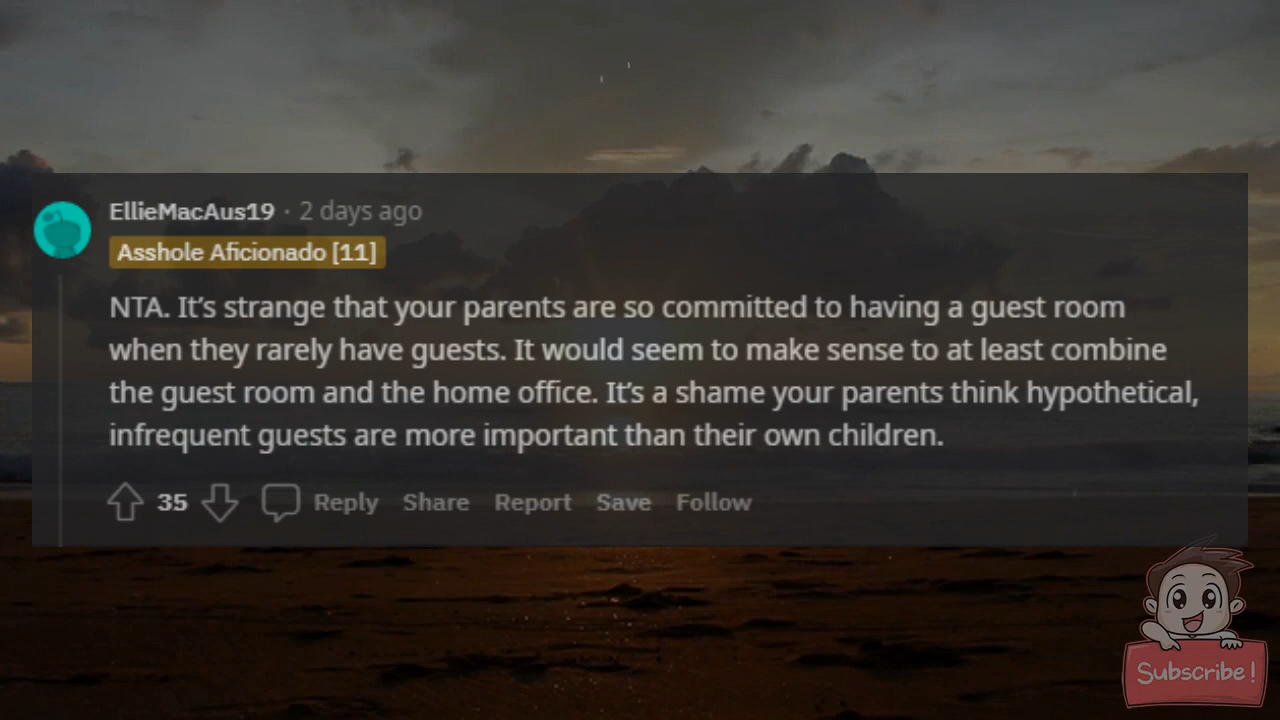 EllieMacAus19 · 2 days ago
Asshole Aficionado [11]
NTA. It’s strange that your parents are so committed to having a guest room
when they rarely have guests. It would seem to make sense to at least combine
the guest room and the home office. It’s a shame your parents think hypothetical,
infrequent guests are more important than their own children.
35 Reply Share Report Save Follow
Subscribe!